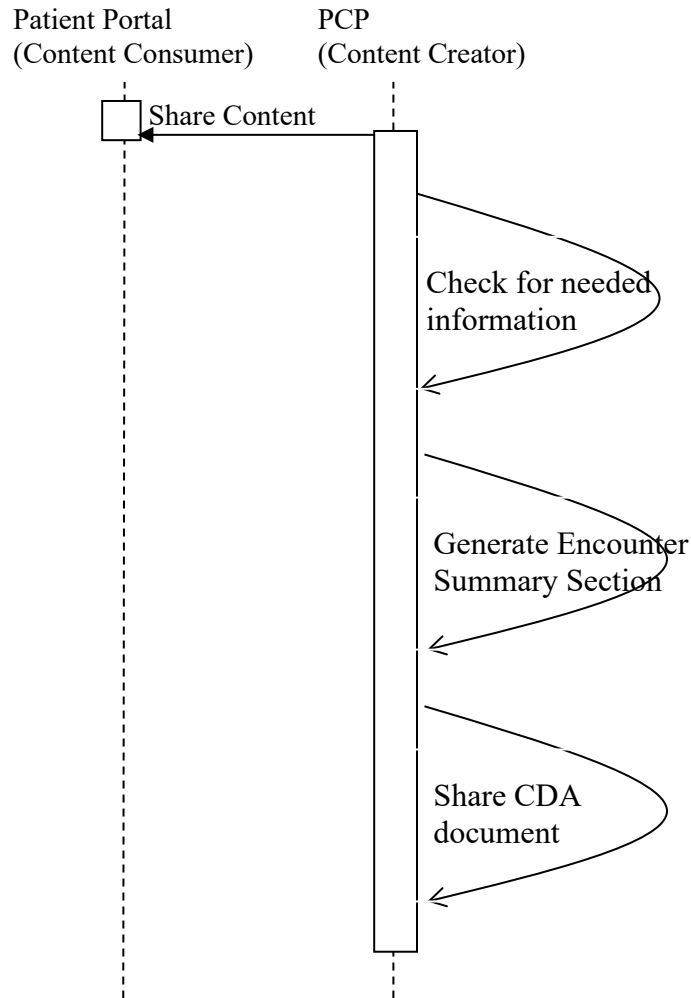 Patient Portal
(Content Consumer)
PCP
(Content Creator)
Share Content
Check for needed
information
Generate Encounter
Summary Section
Share CDA
document